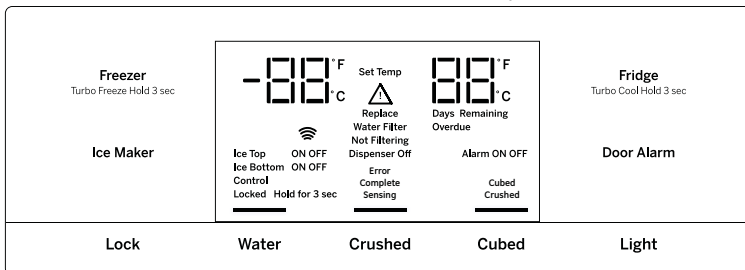 Freezer
Turbo Freeze Hold 3 sec
Ice Maker
-88 °F °C
Set Temp
88 °F °C
Replace
Water Filter
Not Filtering
Dispenser Off
Days Remaining
Overdue
Ice Top ON OFF
Ice Bottom ON OFF
Control
Locked Hold for 3 sec
Error
Complete
Sensing
Alarm ON OFF
Cubed
Crushed
Fridge
Turbo Cool Hold 3 sec
Door Alarm
Lock Water Crushed Cubed Light